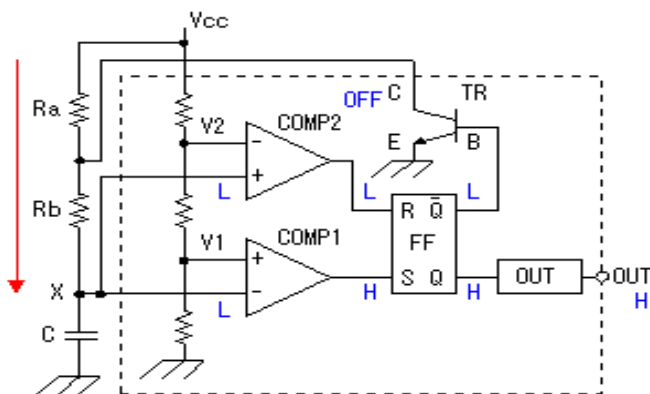 Vcc
Ra
OFF C TR
V2 COMP2
E B
L L L
R Q̄
Rb
FF
V1 COMP1
S Q OUT OUT
X
L H H H
C